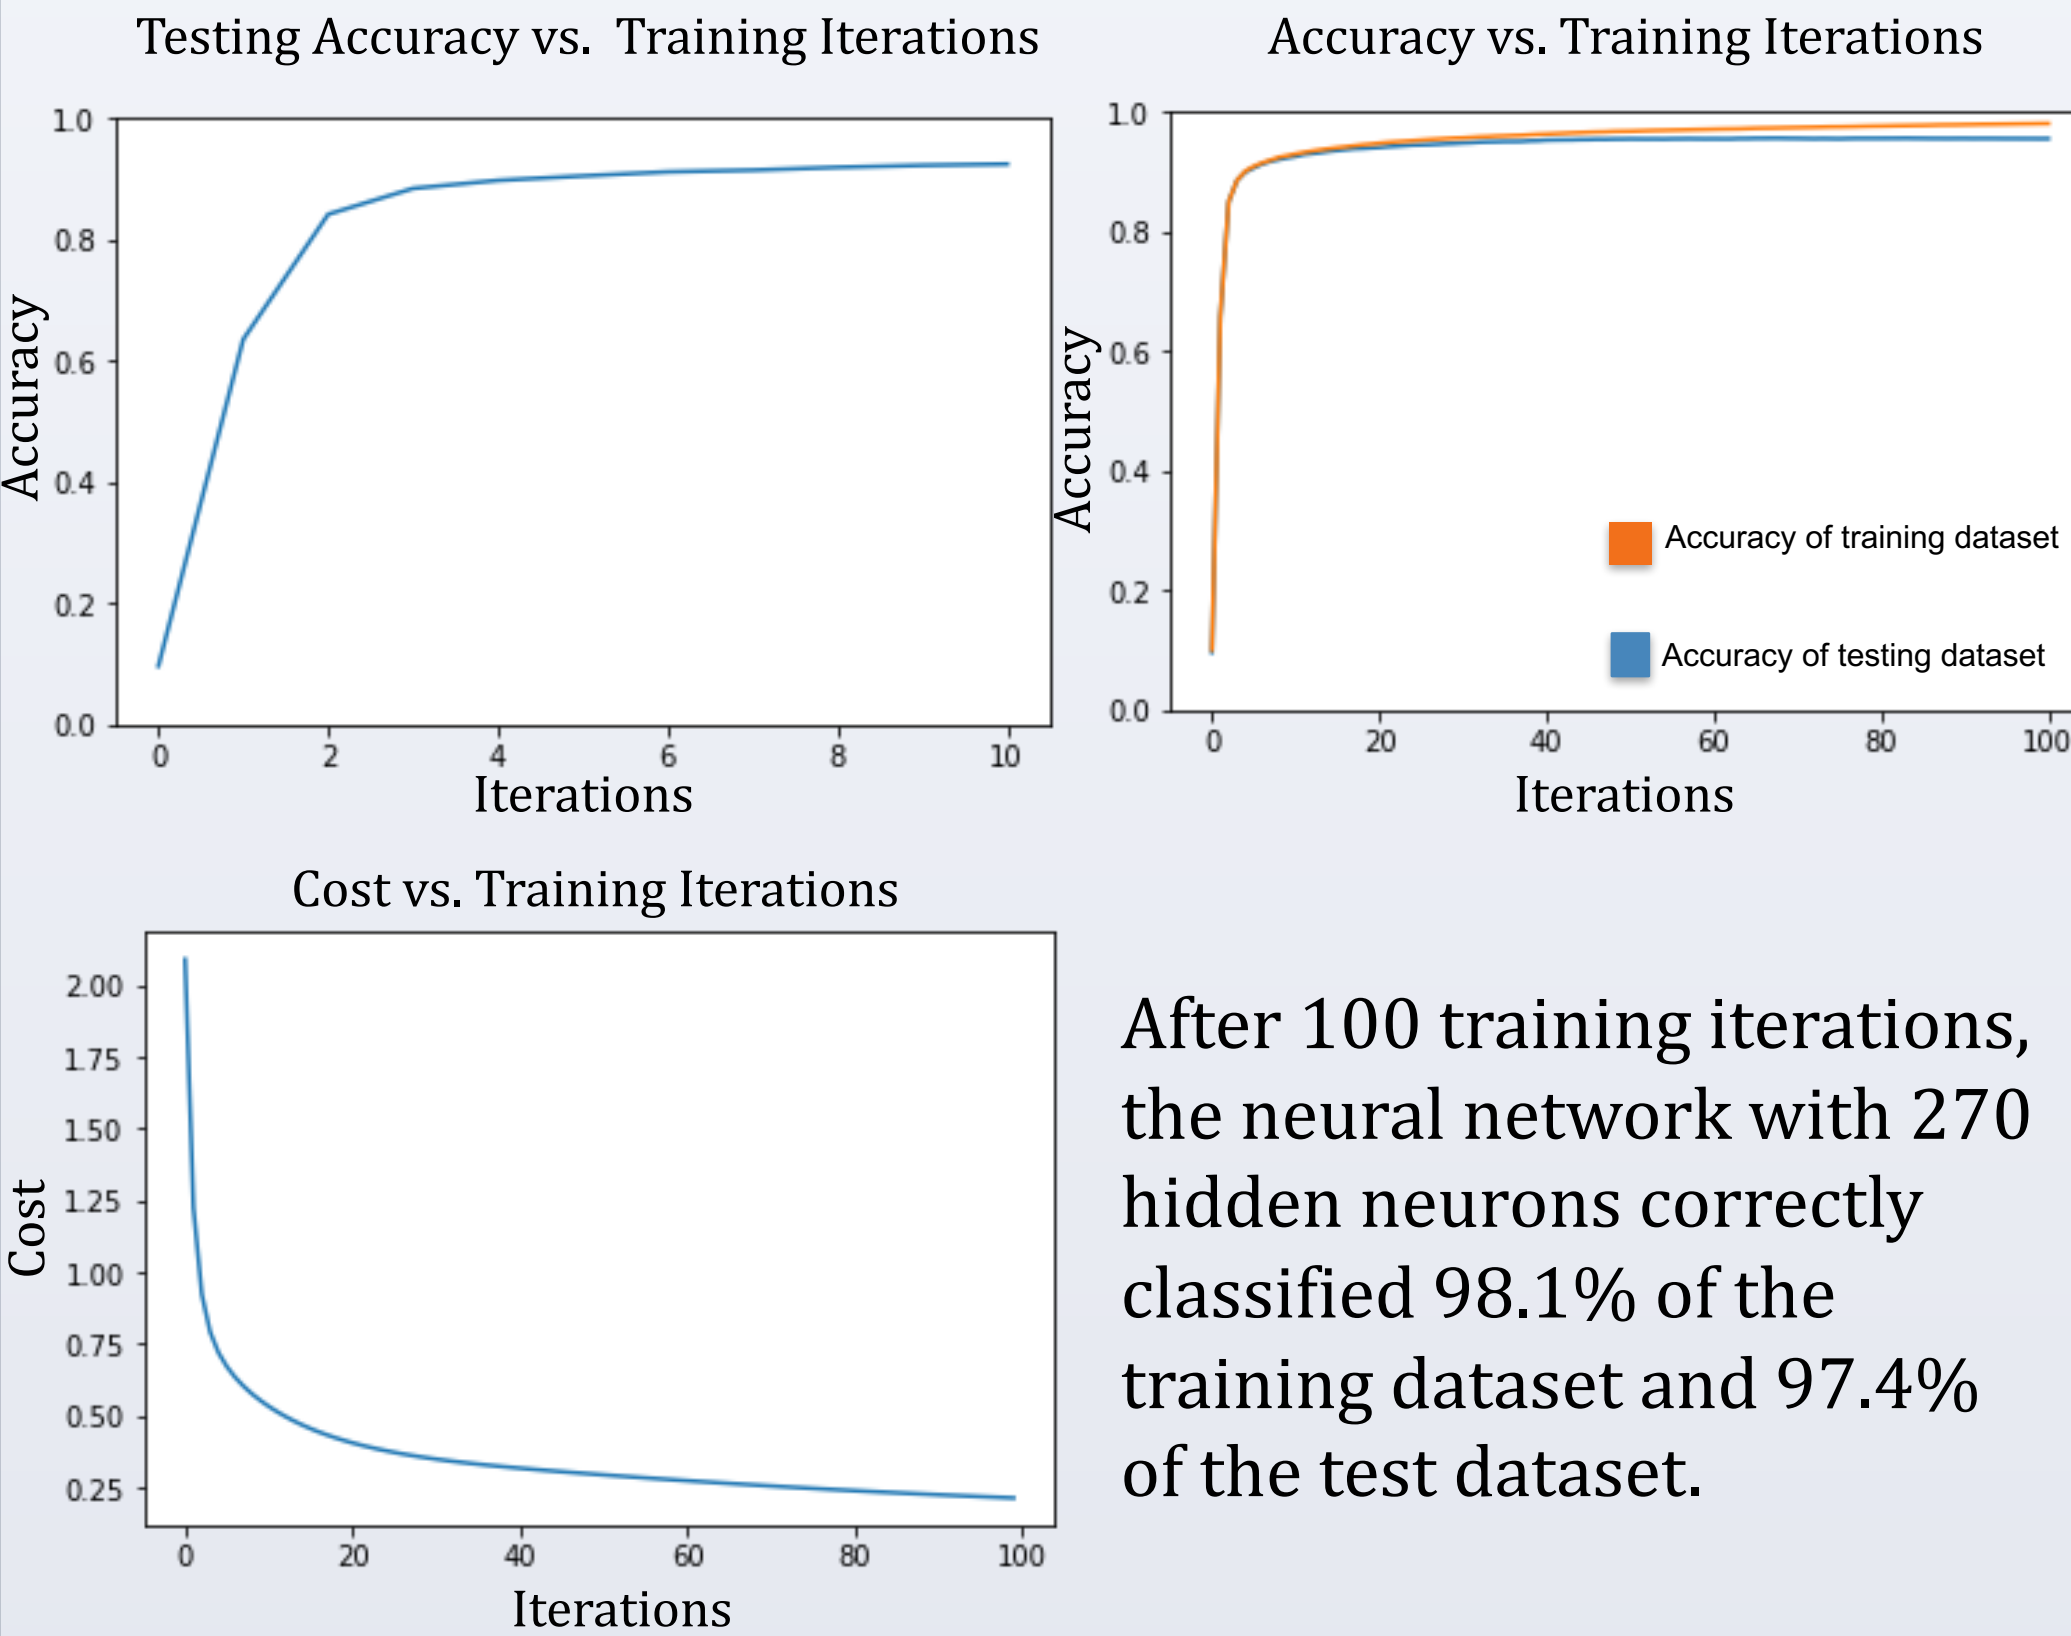 Testing Accuracy vs. Training Iterations
1.0
0.8
0.6
0.4
0.2
0.0
Accuracy
0 2 4 6 8 10
Iterations
Accuracy vs. Training Iterations
1.0
0.8
0.6
0.4
0.2
0.0
Accuracy
Accuracy of training dataset
Accuracy of testing dataset
0 20 40 60 80 100
Iterations
Cost vs. Training Iterations
2.00
1.75
1.50
1.25
1.00
0.75
0.50
0.25
Cost
0 20 40 60 80 100
Iterations
After 100 training iterations,
the neural network with 270
hidden neurons correctly
classified 98.1% of the
training dataset and 97.4%
of the test dataset.